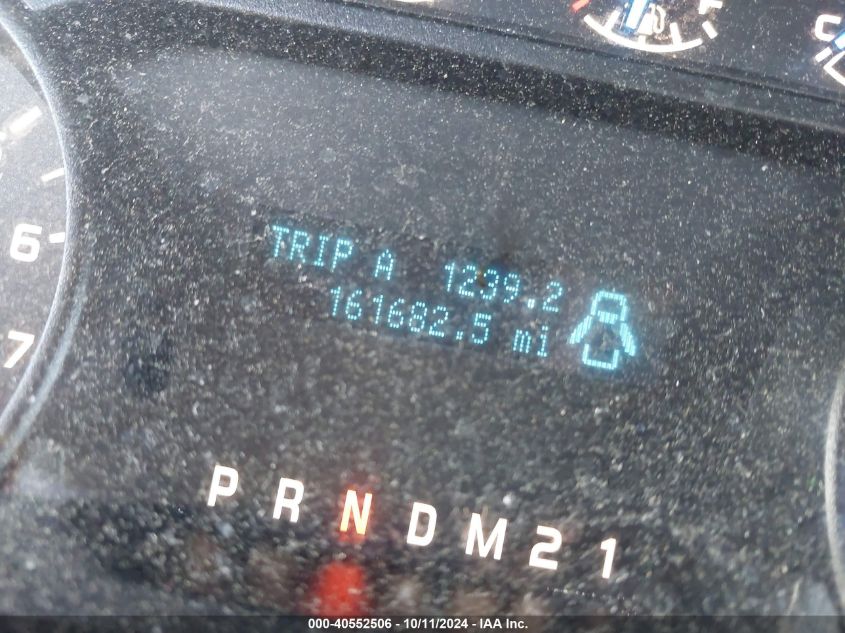 F
C
6
7
TRIP A 1239.2
161682.5 mi
P R N D M 2 1
000-40552506 - 10/11/2024 - IAA Inc.